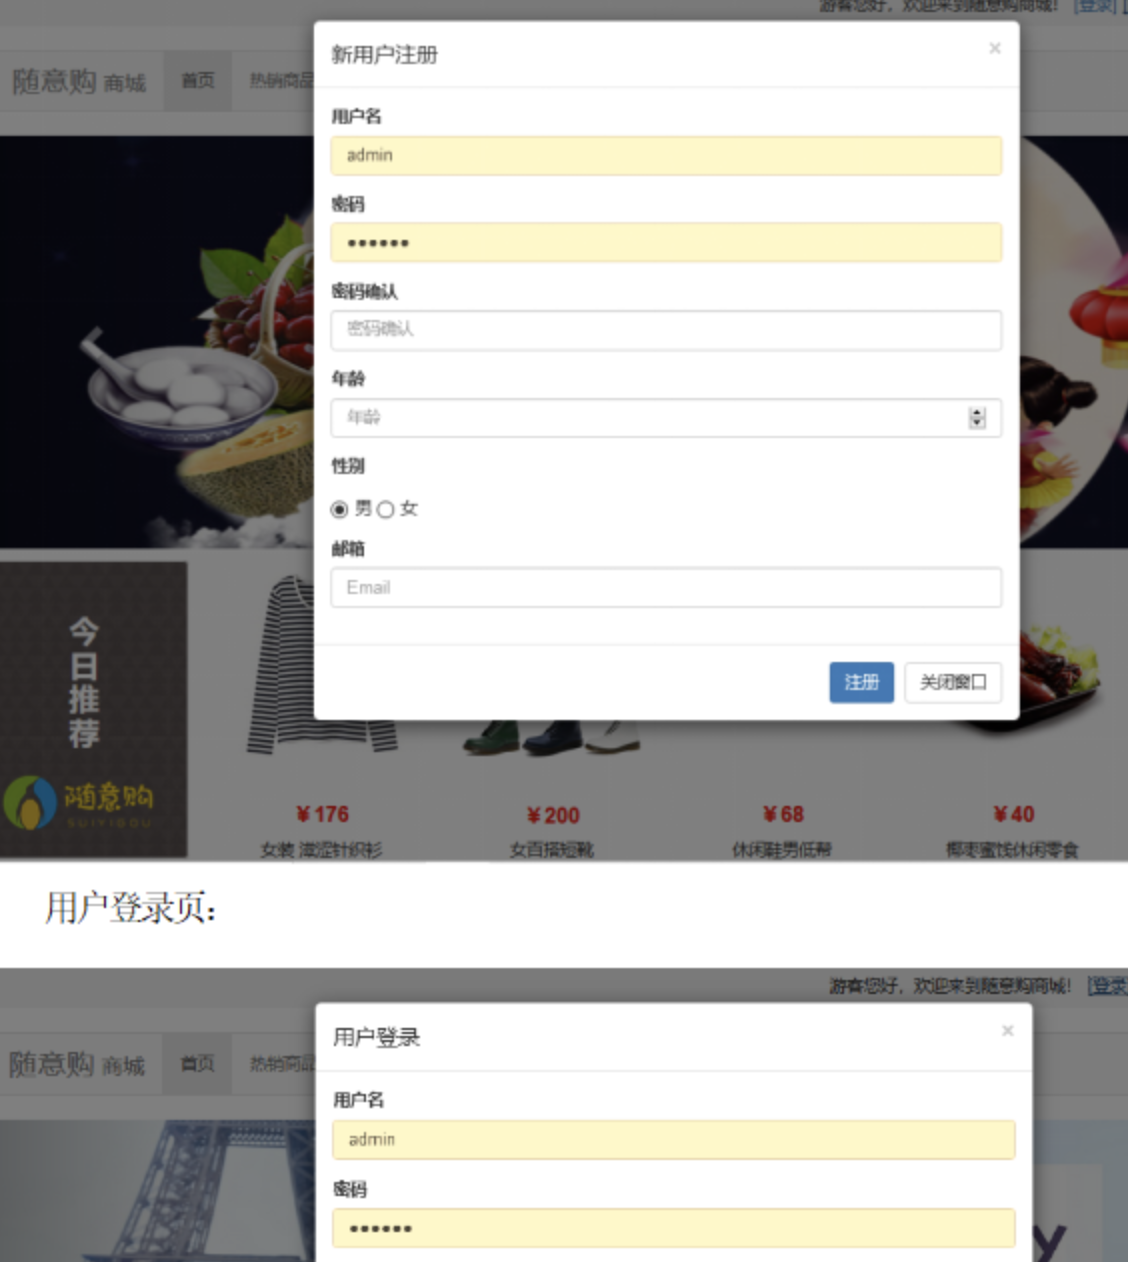 游客您好，欢迎来到随意购商城！ [登录] [
新用户注册 ×
随意购 商城 首页 热销商品
用户名
admin
密码
••••••
密码确认
密码确认
年龄
年龄
性别
男 女
邮箱
Email
注册 关闭窗口
今日推荐
随意购
SUIYIGOU
¥176 ¥200 ¥68 ¥40
女装 滓涩针织衫 女百搭短靴 休闲鞋男低帮 椰枣蜜饯休闲零食
用户登录页：
游客您好，欢迎来到随意购商城！ [登录
用户登录 ×
随意购 商城 首页 热销商品
用户名
admin
密码
••••••
y